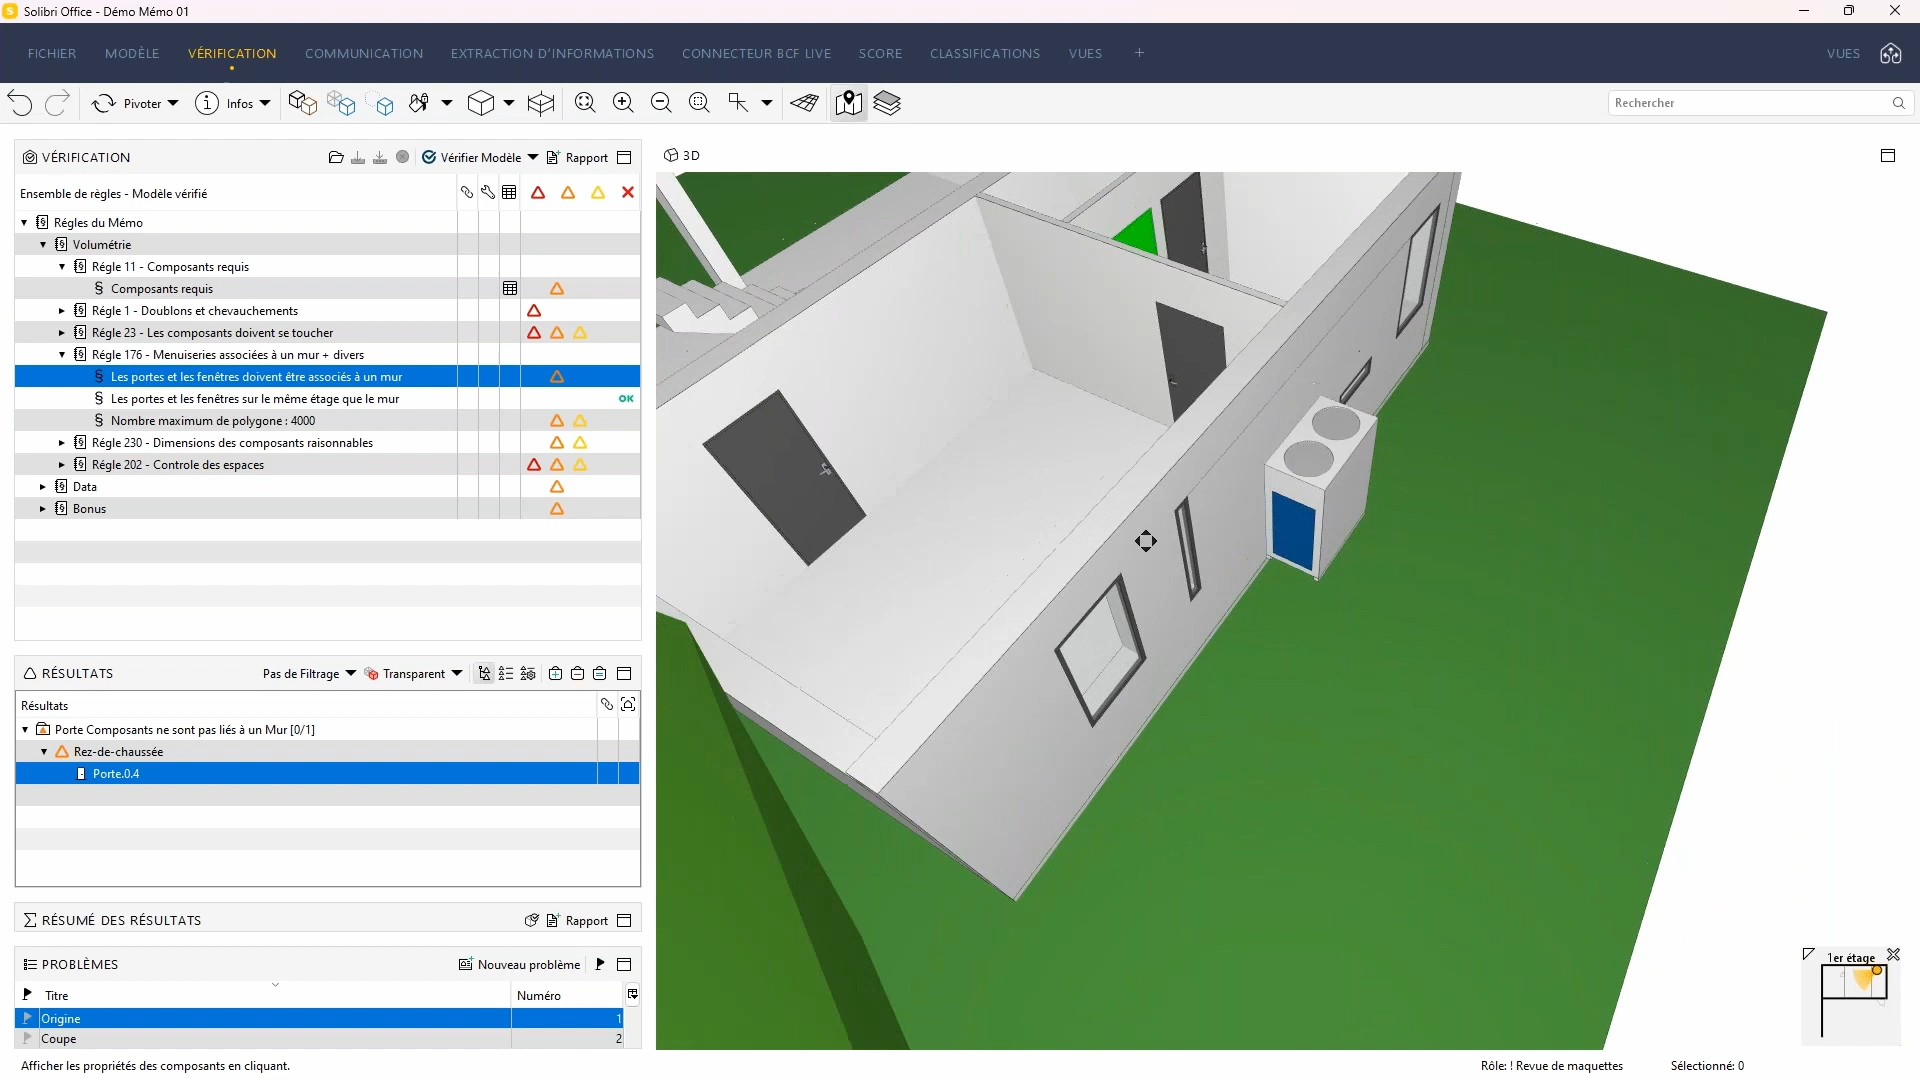 Solibri Office - Démo Mémo 01
FICHIER MODÈLE VÉRIFICATION COMMUNICATION EXTRACTION D'INFORMATIONS CONNECTEUR BCF LIVE SCORE CLASSIFICATIONS VUES + VUES
Pivoter Infos Rechercher
VÉRIFICATION Vérifier Modèle Rapport
3D
Ensemble de règles - Modèle vérifié
Régles du Mémo
Volumétrie
Régle 11 - Composants requis
§ Composants requis
Régle 1 - Doublons et chevauchements
Régle 23 - Les composants doivent se toucher
Régle 176 - Menuiseries associées à un mur + divers
§ Les portes et les fenêtres doivent être associés à un mur
§ Les portes et les fenêtres sur le même étage que le mur OK
§ Nombre maximum de polygone : 4000
Régle 230 - Dimensions des composants raisonnables
Régle 202 - Controle des espaces
Data
Bonus
RÉSULTATS Pas de Filtrage Transparent
Résultats
Porte Composants ne sont pas liés à un Mur [0/1]
Rez-de-chaussée
Porte.0.4
RÉSUMÉ DES RÉSULTATS Rapport
PROBLÈMES Nouveau problème
Titre Numéro
Origine 1
Coupe 2
1er étage
Afficher les propriétés des composants en cliquant. Rôle: ! Revue de maquettes Sélectionné: 0